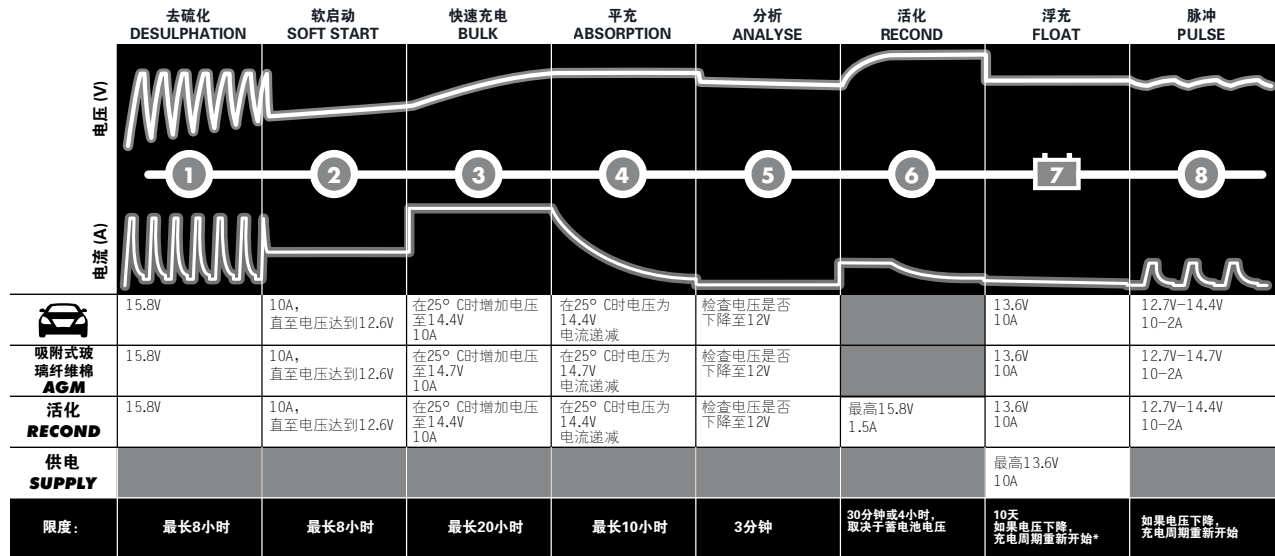 去硫化
DESULPHATION
软启动
SOFT START
快速充电
BULK
平充
ABSORPTION
分析
ANALYSE
活化
RECOND
浮充
FLOAT
脉冲
PULSE
电压 (V)
1
2
3
4
5
6
7
8
电流 (A)
15.8V
10A,
直至电压达到12.6V
在25° C时增加电压
至14.4V
10A
在25° C时电压为
14.4V
电流递减
检查电压是否
下降至12V
13.6V
10A
12.7V-14.4V
10-2A
吸附式玻
璃纤维棉
AGM
15.8V
10A,
直至电压达到12.6V
在25° C时增加电压
至14.7V
10A
在25° C时电压为
14.7V
电流递减
检查电压是否
下降至12V
13.6V
10A
12.7V-14.7V
10-2A
活化
RECOND
15.8V
10A,
直至电压达到12.6V
在25° C时增加电压
至14.4V
10A
在25° C时电压为
14.4V
电流递减
检查电压是否
下降至12V
最高15.8V
1.5A
13.6V
10A
12.7V-14.4V
10-2A
供电
SUPPLY
最高13.6V
10A
限度:
最长8小时
最长8小时
最长20小时
最长10小时
3分钟
30分钟或4小时,
取决于蓄电池电压
10天
如果电压下降,
充电周期重新开始*
如果电压下降,
充电周期重新开始